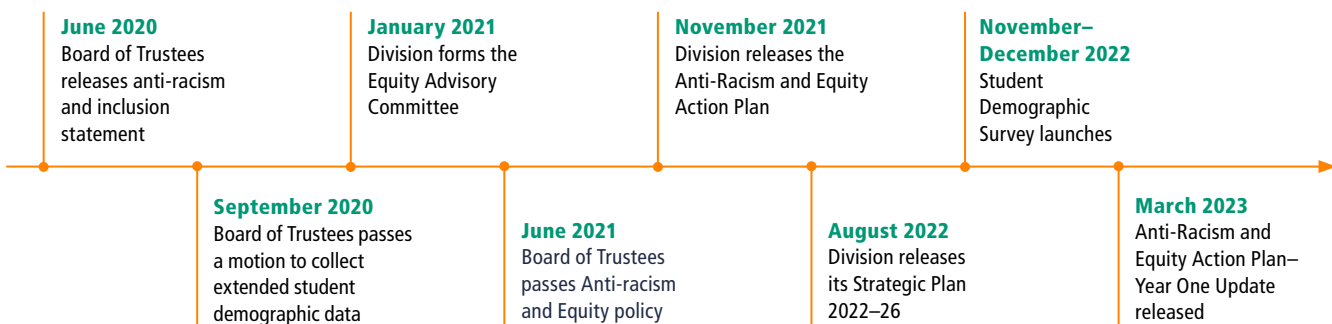 June 2020
Board of Trustees
releases anti-racism
and inclusion
statement
September 2020
Board of Trustees passes
a motion to collect
extended student
demographic data
January 2021
Division forms the
Equity Advisory
Committee
June 2021
Board of Trustees
passes Anti-racism
and Equity policy
November 2021
Division releases the
Anti-Racism and Equity
Action Plan
August 2022
Division releases
its Strategic Plan
2022–26
November–
December 2022
Student
Demographic
Survey launches
March 2023
Anti-Racism and
Equity Action Plan–
Year One Update
released